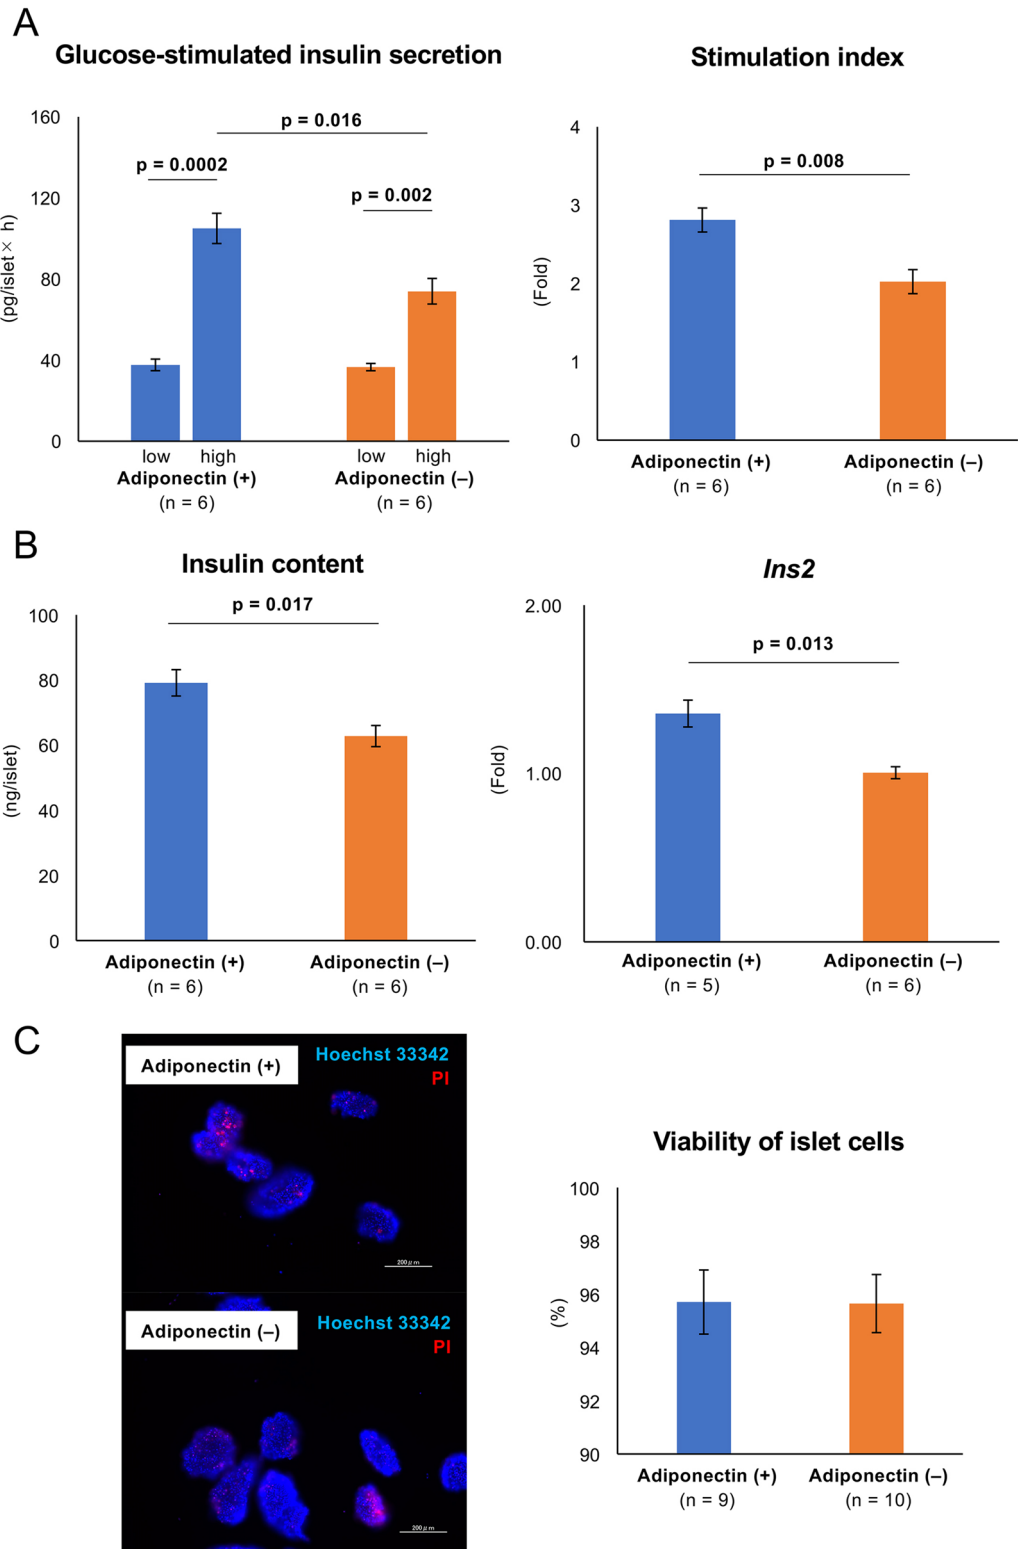 A
Glucose-stimulated insulin secretion
160
120
80
40
0
(pg/islet× h)
p = 0.0002
p = 0.016
p = 0.002
low high low high
Adiponectin (+) Adiponectin (–)
(n = 6) (n = 6)
Stimulation index
4
3
2
1
0
(Fold)
p = 0.008
Adiponectin (+) Adiponectin (–)
(n = 6) (n = 6)
B
Insulin content
100
80
60
40
20
0
(ng/islet)
p = 0.017
Adiponectin (+) Adiponectin (–)
(n = 6) (n = 6)
Ins2
2.00
1.00
0.00
(Fold)
p = 0.013
Adiponectin (+) Adiponectin (–)
(n = 5) (n = 6)
C
Adiponectin (+)
Hoechst 33342
PI
200μm
Adiponectin (–)
Hoechst 33342
PI
200μm
Viability of islet cells
100
98
96
94
92
90
(%)
Adiponectin (+) Adiponectin (–)
(n = 9) (n = 10)